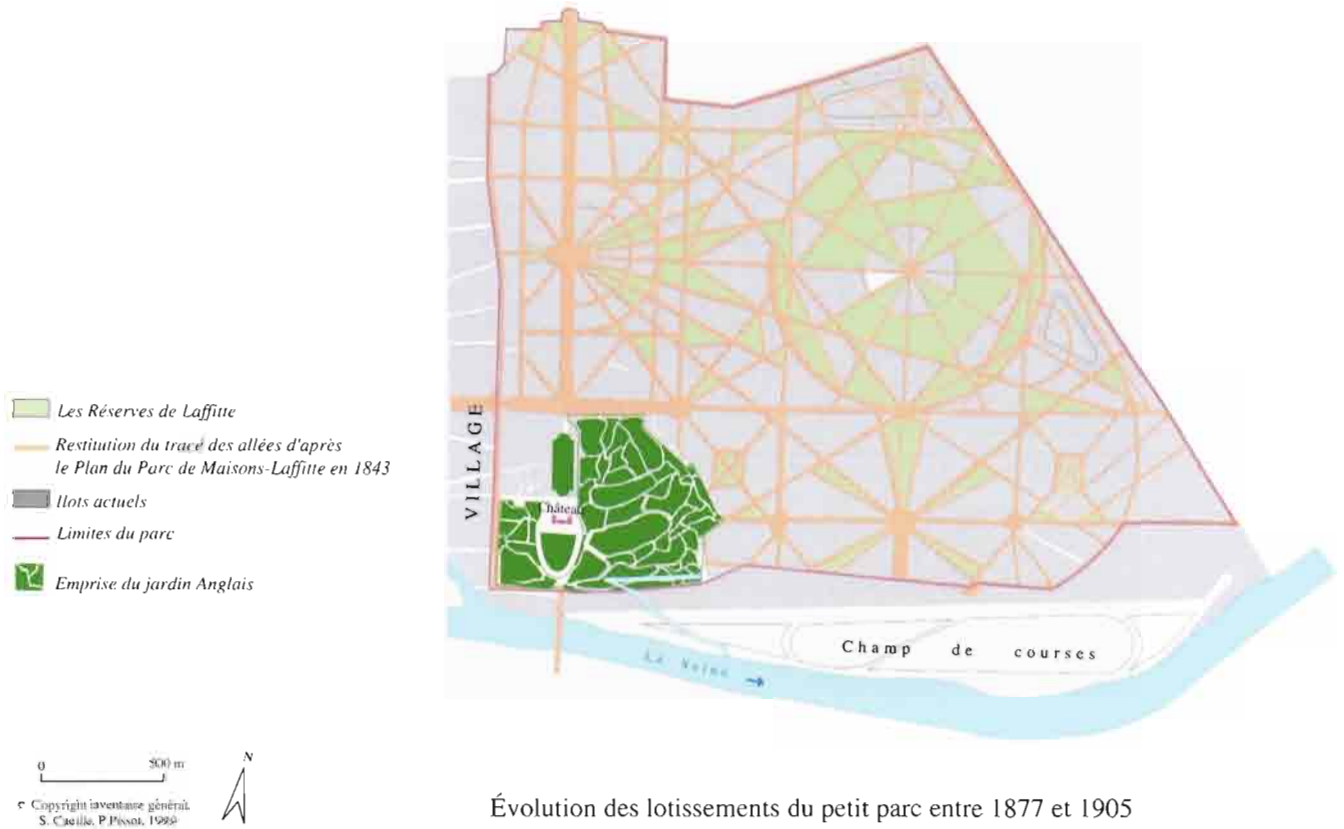 Les Réserves de Laffitte
Restitution du tracé des allées d'après
le Plan du Parc de Maisons-Laffitte en 1843
Ilots actuels
Limites du parc
Emprise du jardin Anglais
VILLAGE
Château
Champ de courses
La Seine
0 500 m
N
© Copyright inventaire général.
S. Cueille, P. Pissot, 1999
Évolution des lotissements du petit parc entre 1877 et 1905